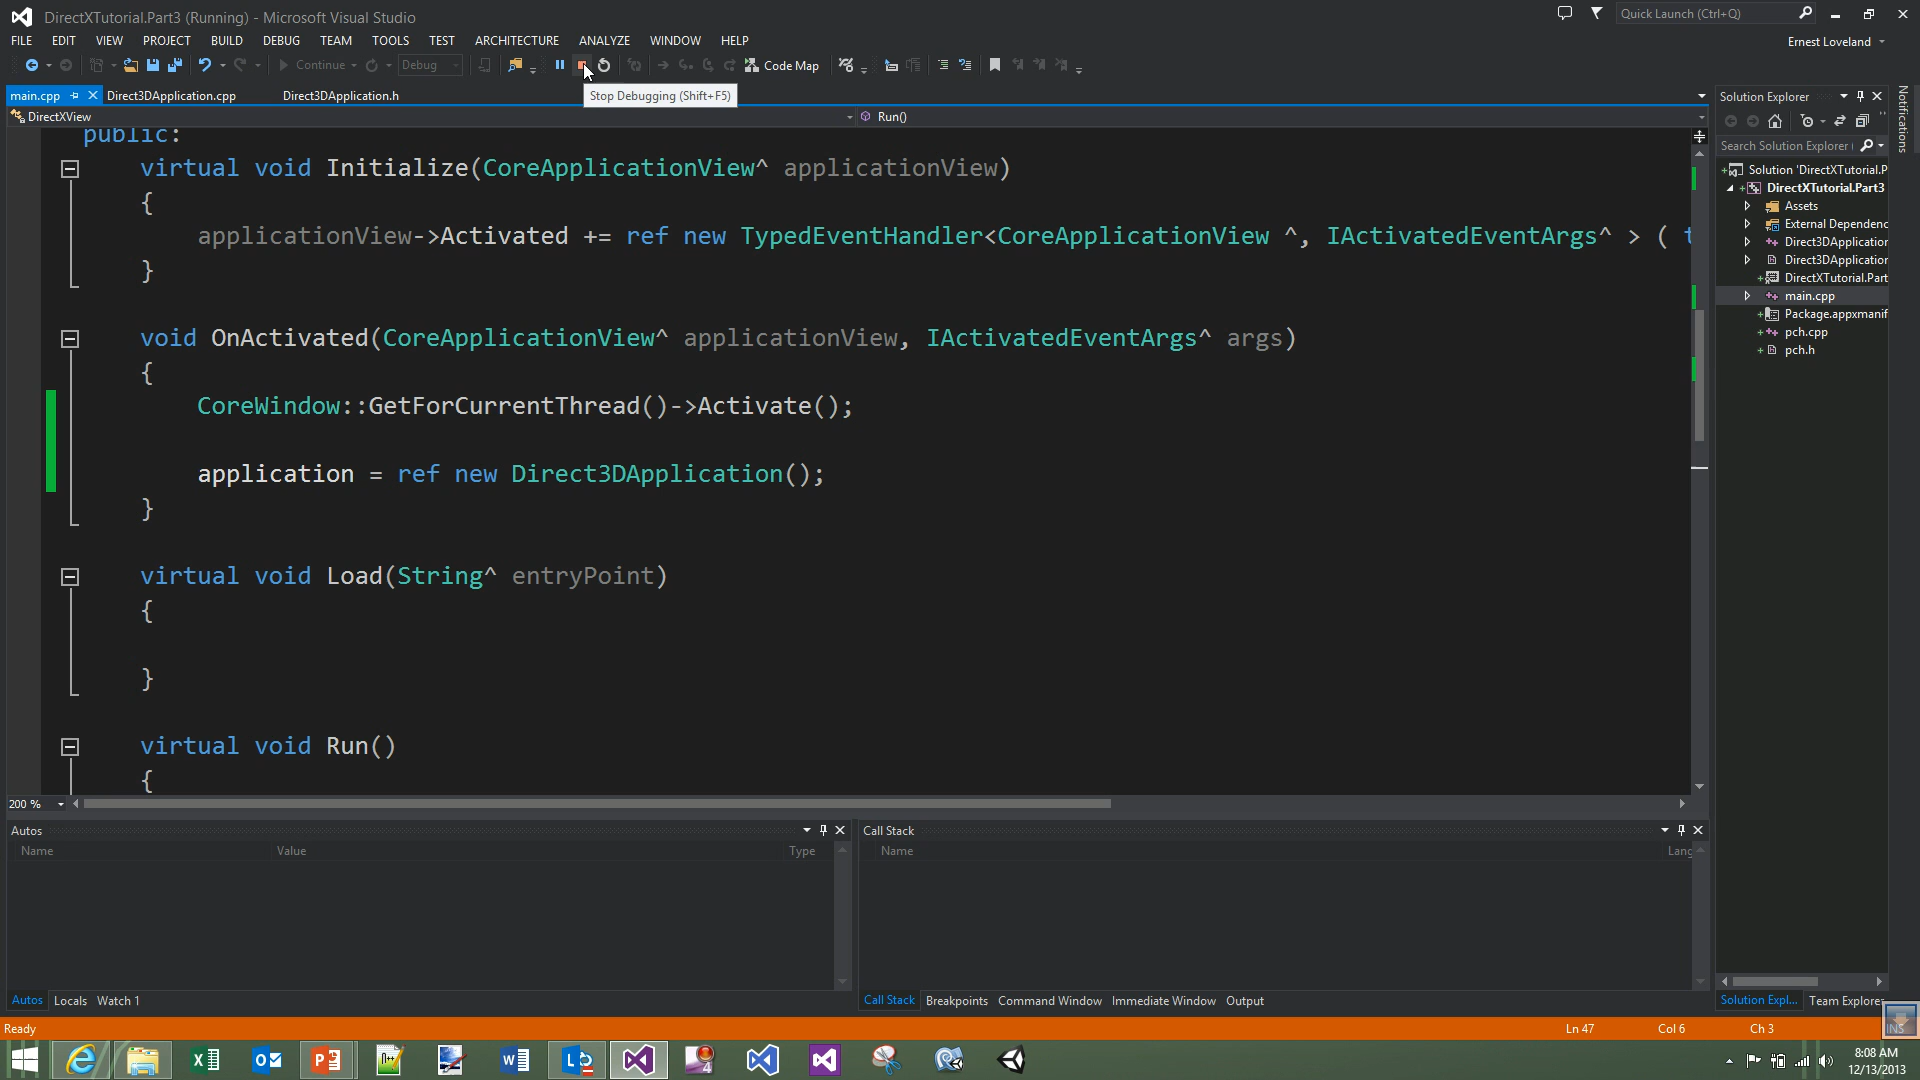 DirectXTutorial.Part3 (Running) - Microsoft Visual Studio
Quick Launch (Ctrl+Q)
FILE EDIT VIEW PROJECT BUILD DEBUG TEAM TOOLS TEST ARCHITECTURE ANALYZE WINDOW HELP
Ernest Loveland
Continue Debug Code Map
main.cpp Direct3DApplication.cpp Direct3DApplication.h
Stop Debugging (Shift+F5)
DirectXView Run()
public:
virtual void Initialize(CoreApplicationView^ applicationView)
{
applicationView->Activated += ref new TypedEventHandler<CoreApplicationView ^, IActivatedEventArgs^ > ( t
}
void OnActivated(CoreApplicationView^ applicationView, IActivatedEventArgs^ args)
{
CoreWindow::GetForCurrentThread()->Activate();
application = ref new Direct3DApplication();
}
virtual void Load(String^ entryPoint)
{
}
virtual void Run()
{
200 %
Solution Explorer
Search Solution Explorer (
Solution 'DirectXTutorial.P
DirectXTutorial.Part3
Assets
External Dependenc
Direct3DApplication
Direct3DApplication
DirectXTutorial.Part
main.cpp
Package.appxmanif
pch.cpp
pch.h
Notifications
Autos
Name Value Type
Call Stack
Name Lang
Autos Locals Watch 1
Call Stack Breakpoints Command Window Immediate Window Output
Solution Expl... Team Explorer
Ready Ln 47 Col 6 Ch 3 INS
8:08 AM
12/13/2013